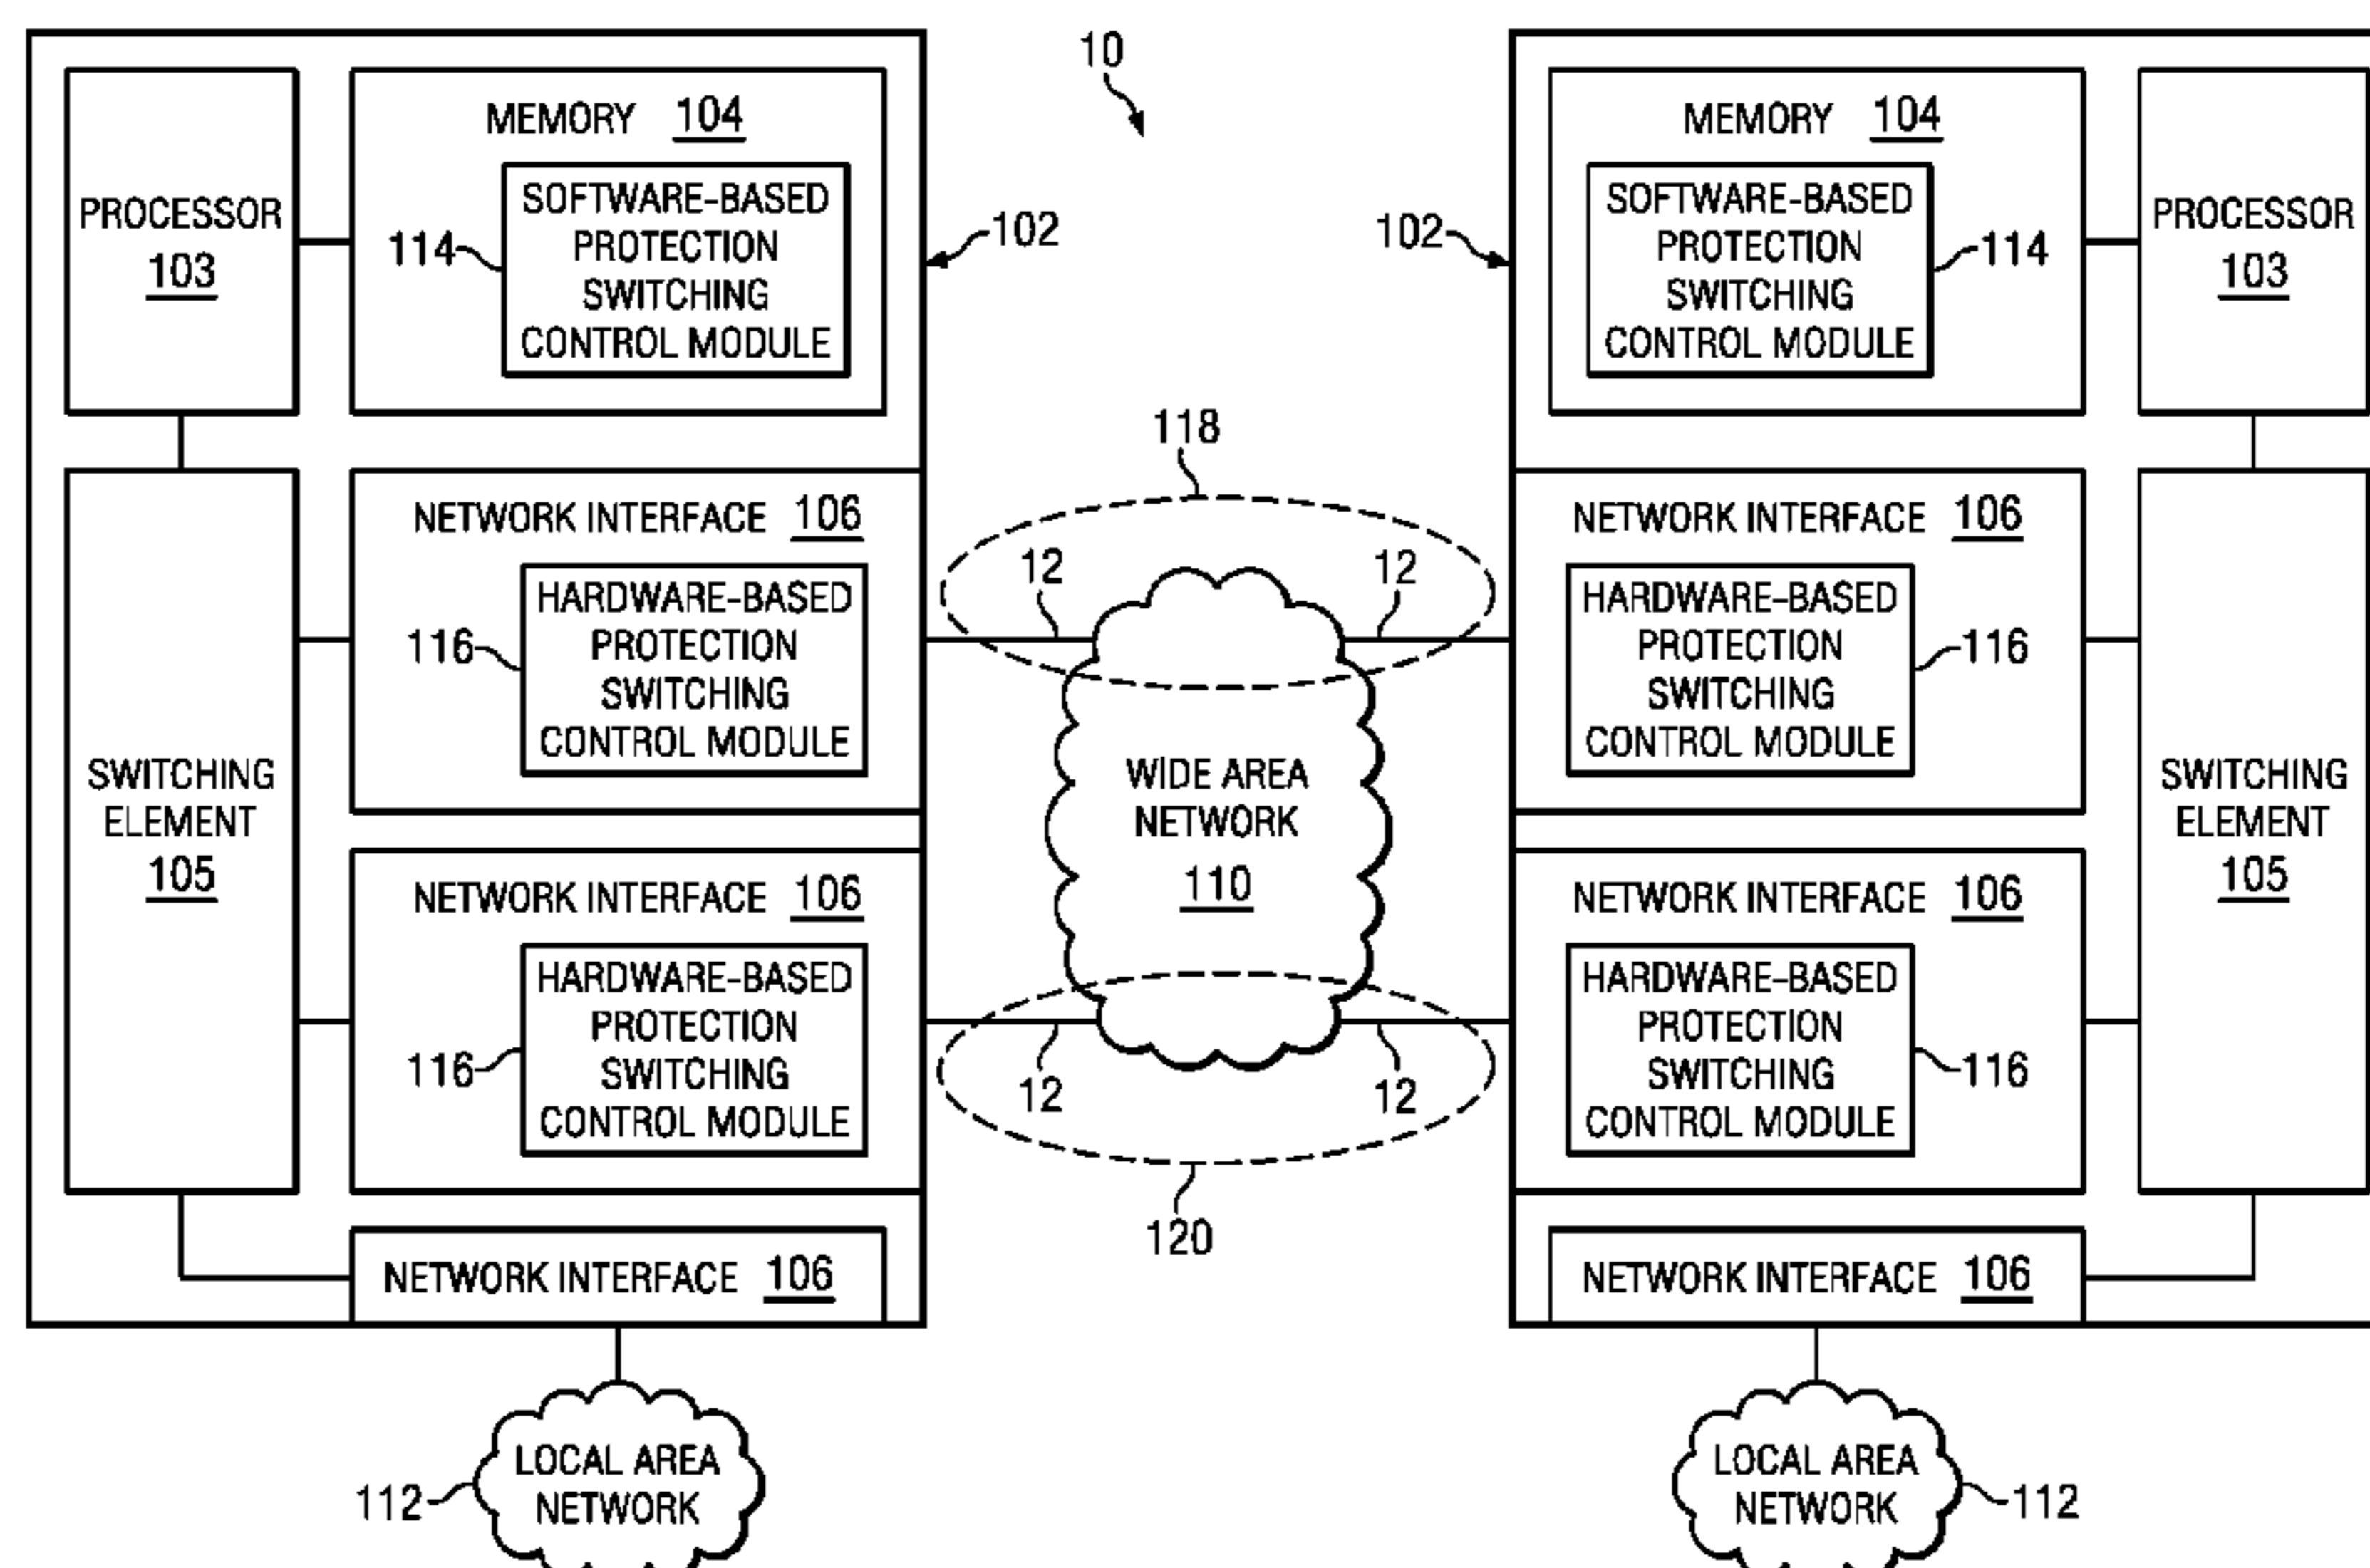 10
MEMORY 104
SOFTWARE-BASED
PROTECTION
SWITCHING
CONTROL MODULE
114
PROCESSOR
103
102
NETWORK INTERFACE 106
HARDWARE-BASED
PROTECTION
SWITCHING
CONTROL MODULE
116
SWITCHING
ELEMENT
105
NETWORK INTERFACE 106
HARDWARE-BASED
PROTECTION
SWITCHING
CONTROL MODULE
116
NETWORK INTERFACE 106
LOCAL AREA
NETWORK
112
118
12
12
WIDE AREA
NETWORK
110
12
12
120
MEMORY 104
SOFTWARE-BASED
PROTECTION
SWITCHING
CONTROL MODULE
114
PROCESSOR
103
102
NETWORK INTERFACE 106
HARDWARE-BASED
PROTECTION
SWITCHING
CONTROL MODULE
116
SWITCHING
ELEMENT
105
NETWORK INTERFACE 106
HARDWARE-BASED
PROTECTION
SWITCHING
CONTROL MODULE
116
NETWORK INTERFACE 106
LOCAL AREA
NETWORK
112